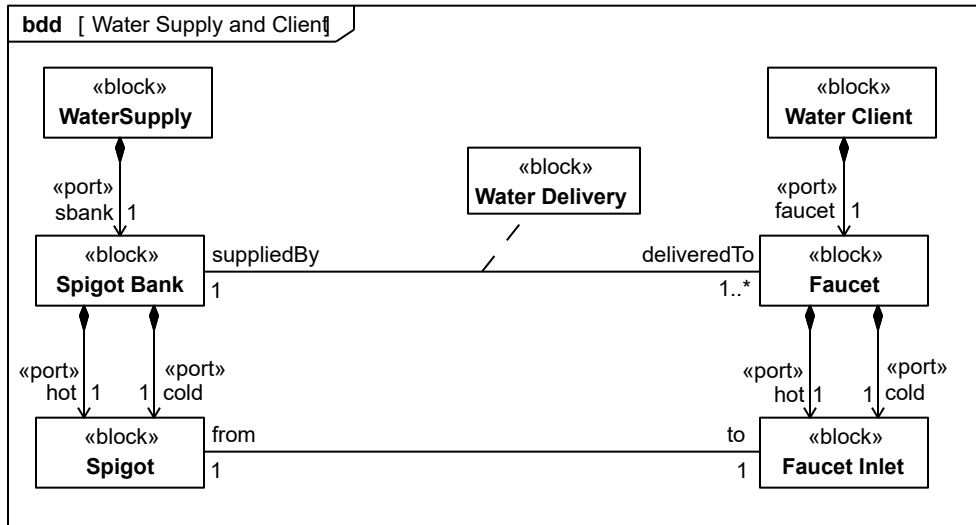 bdd [ Water Supply and Client]
«block»
WaterSupply
«block»
Water Client
«block»
Water Delivery
«port»
sbank 1
«port»
faucet 1
«block»
Spigot Bank
suppliedBy
1
deliveredTo
1..*
«block»
Faucet
«port»
hot 1
«port»
1 cold
«port»
hot 1
«port»
1 cold
«block»
Spigot
from
1
to
1
«block»
Faucet Inlet